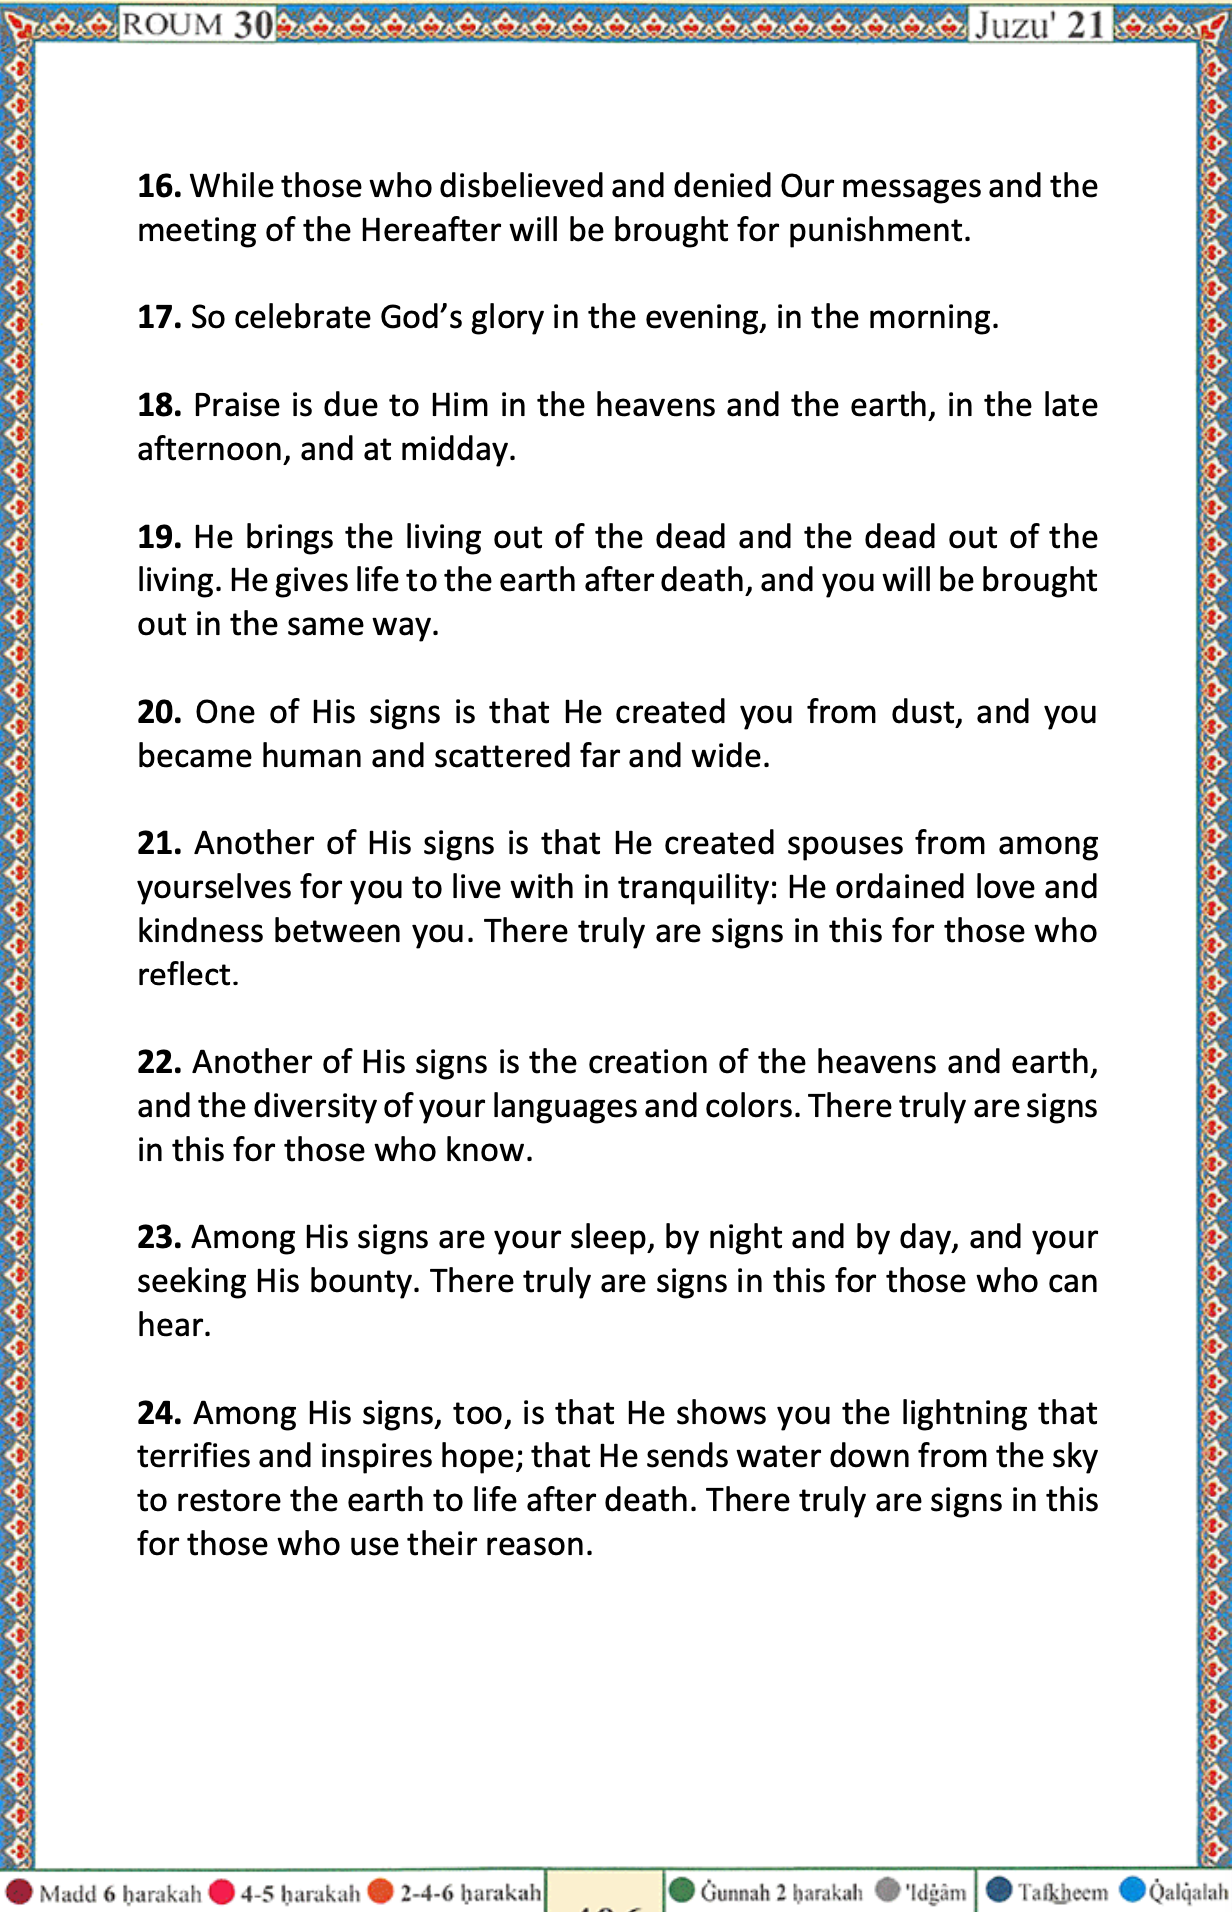 ROUM 30 Juzu' 21
16. While those who disbelieved and denied Our messages and the
meeting of the Hereafter will be brought for punishment.
17. So celebrate God’s glory in the evening, in the morning.
18. Praise is due to Him in the heavens and the earth, in the late
afternoon, and at midday.
19. He brings the living out of the dead and the dead out of the
living. He gives life to the earth after death, and you will be brought
out in the same way.
20. One of His signs is that He created you from dust, and you
became human and scattered far and wide.
21. Another of His signs is that He created spouses from among
yourselves for you to live with in tranquility: He ordained love and
kindness between you. There truly are signs in this for those who
reflect.
22. Another of His signs is the creation of the heavens and earth,
and the diversity of your languages and colors. There truly are signs
in this for those who know.
23. Among His signs are your sleep, by night and by day, and your
seeking His bounty. There truly are signs in this for those who can
hear.
24. Among His signs, too, is that He shows you the lightning that
terrifies and inspires hope; that He sends water down from the sky
to restore the earth to life after death. There truly are signs in this
for those who use their reason.
Madd 6 ḥarakah 4-5 ḥarakah 2-4-6 ḥarakah Ġunnah 2 ḥarakah 'Idġâm Tafkheem Q̇alq̇alah